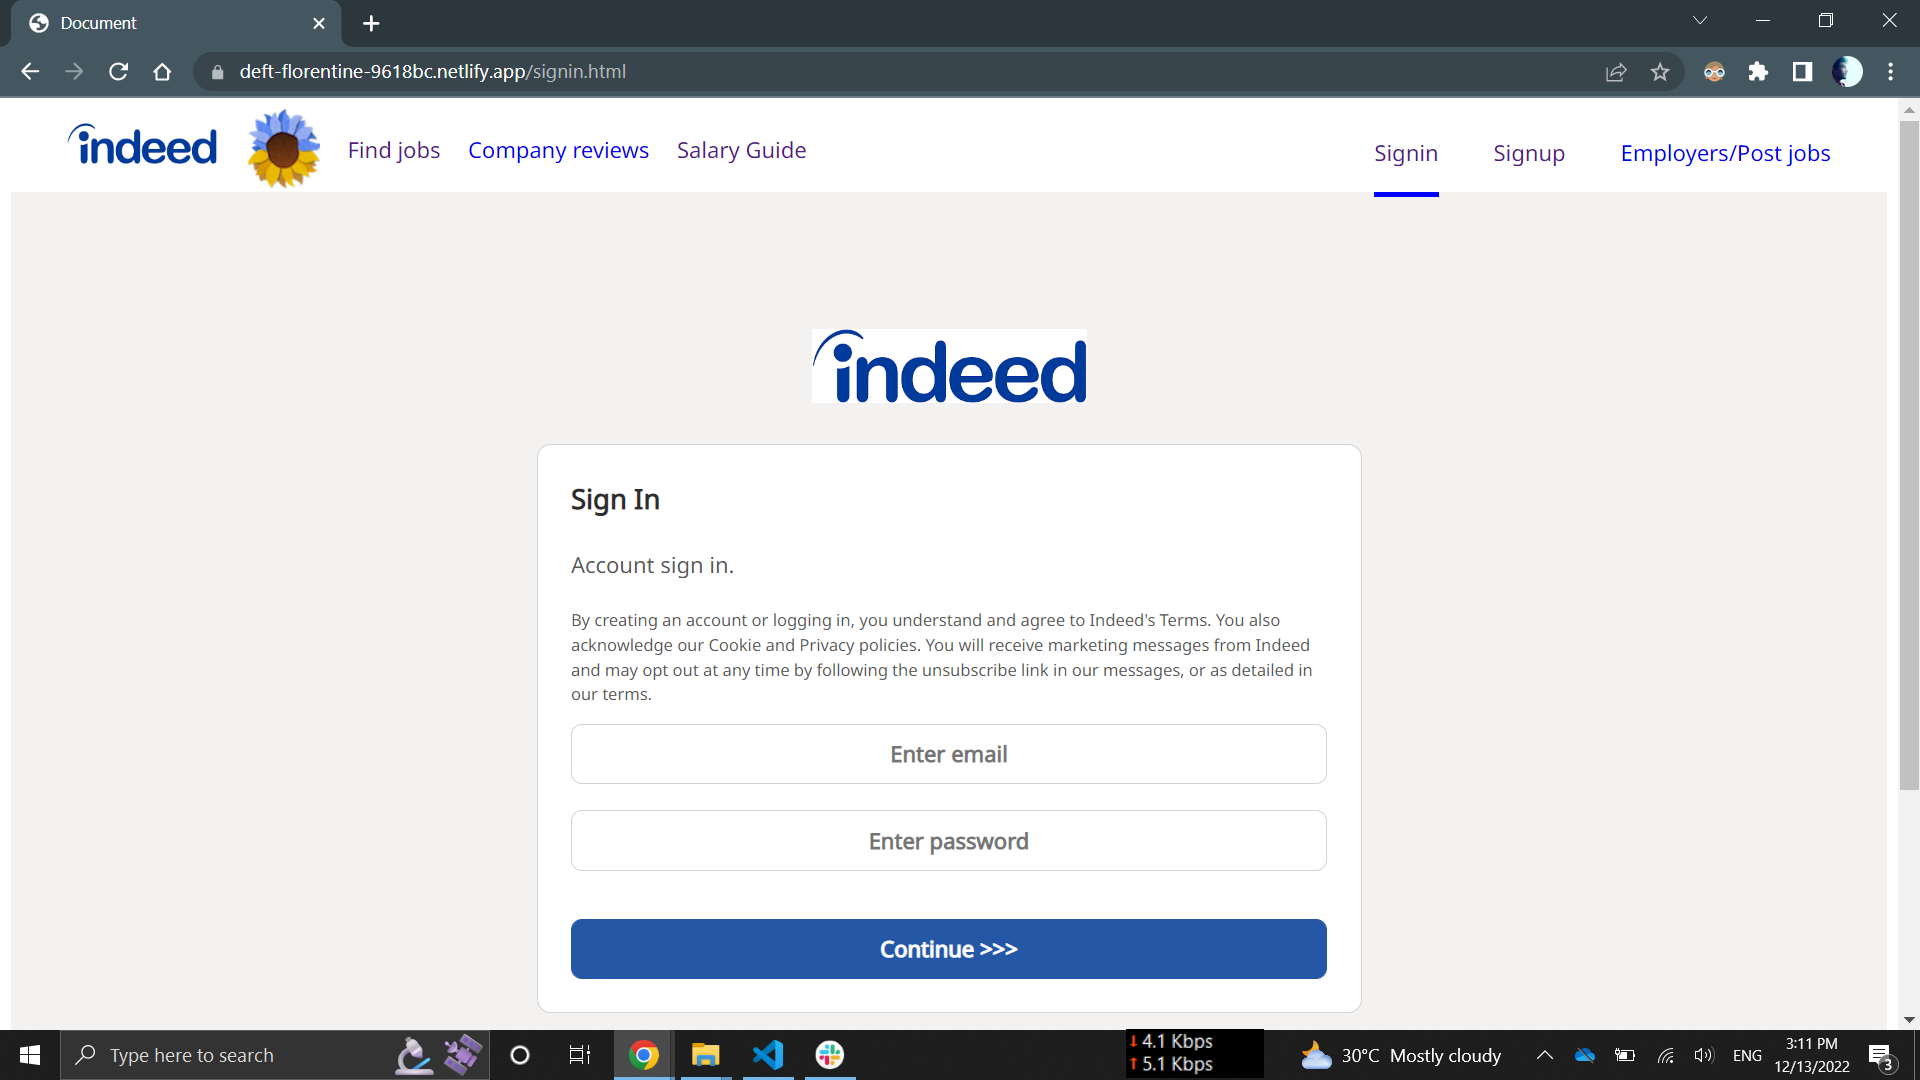 Document
deft-florentine-9618bc.netlify.app/signin.html
indeed
Find jobs
Company reviews
Salary Guide
Signin
Signup
Employers/Post jobs
indeed
Sign In
Account sign in.
By creating an account or logging in, you understand and agree to Indeed's Terms. You also
acknowledge our Cookie and Privacy policies. You will receive marketing messages from Indeed
and may opt out at any time by following the unsubscribe link in our messages, or as detailed in
our terms.
Enter email
Enter password
Continue >>>
Type here to search
4.1 Kbps
5.1 Kbps
30°C Mostly cloudy
ENG
3:11 PM
12/13/2022
3